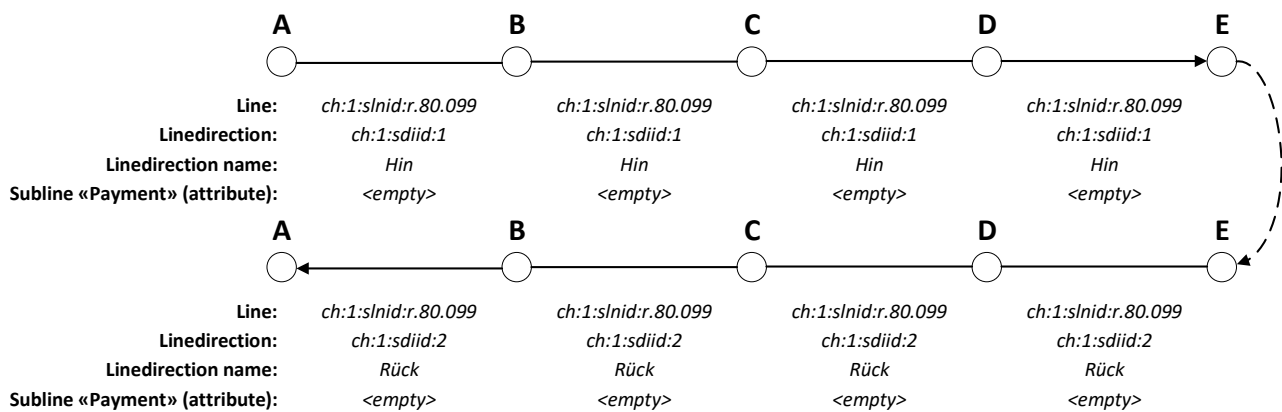 A B C D E
Line: ch:1:slnid:r.80.099 ch:1:slnid:r.80.099 ch:1:slnid:r.80.099 ch:1:slnid:r.80.099
Linedirection: ch:1:sdiid:1 ch:1:sdiid:1 ch:1:sdiid:1 ch:1:sdiid:1
Linedirection name: Hin Hin Hin Hin
Subline «Payment» (attribute): <empty> <empty> <empty> <empty>
A B C D E
Line: ch:1:slnid:r.80.099 ch:1:slnid:r.80.099 ch:1:slnid:r.80.099 ch:1:slnid:r.80.099
Linedirection: ch:1:sdiid:2 ch:1:sdiid:2 ch:1:sdiid:2 ch:1:sdiid:2
Linedirection name: Rück Rück Rück Rück
Subline «Payment» (attribute): <empty> <empty> <empty> <empty>